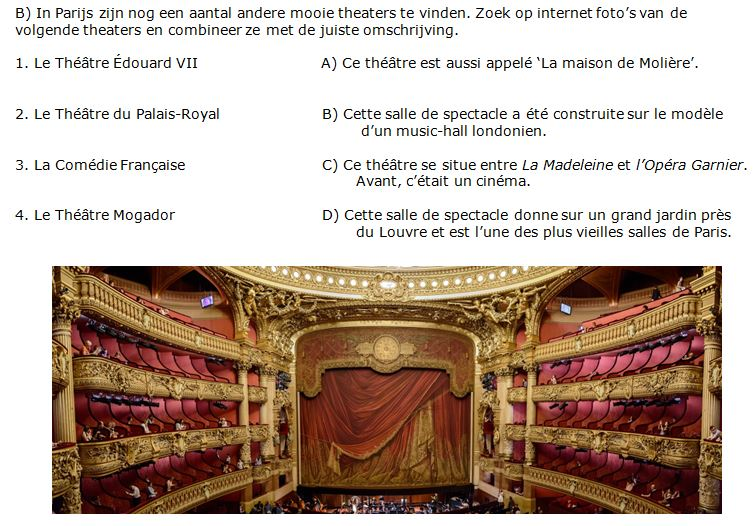 B) In Parijs zijn nog een aantal andere mooie theaters te vinden. Zoek op internet foto’s van de
volgende theaters en combineer ze met de juiste omschrijving.
1. Le Théâtre Édouard VII A) Ce théâtre est aussi appelé ‘La maison de Molière’.
2. Le Théâtre du Palais-Royal B) Cette salle de spectacle a été construite sur le modèle
d’un music-hall londonien.
3. La Comédie Française C) Ce théâtre se situe entre La Madeleine et l’Opéra Garnier.
Avant, c’était un cinéma.
4. Le Théâtre Mogador D) Cette salle de spectacle donne sur un grand jardin près
du Louvre et est l’une des plus vieilles salles de Paris.